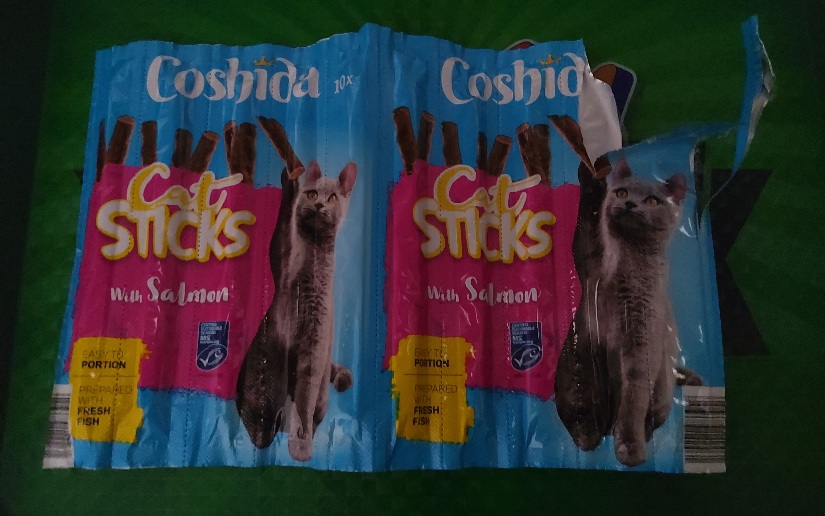 Coshida 10x
Cat
STICKS
With Salmon
EASY TO
PORTION
PREPARED
WITH
FRESH
FISH
Coshid
Cat
STICKS
With Salmon
EASY TO
PORTION
PREPARED
WITH
FRESH
FISH